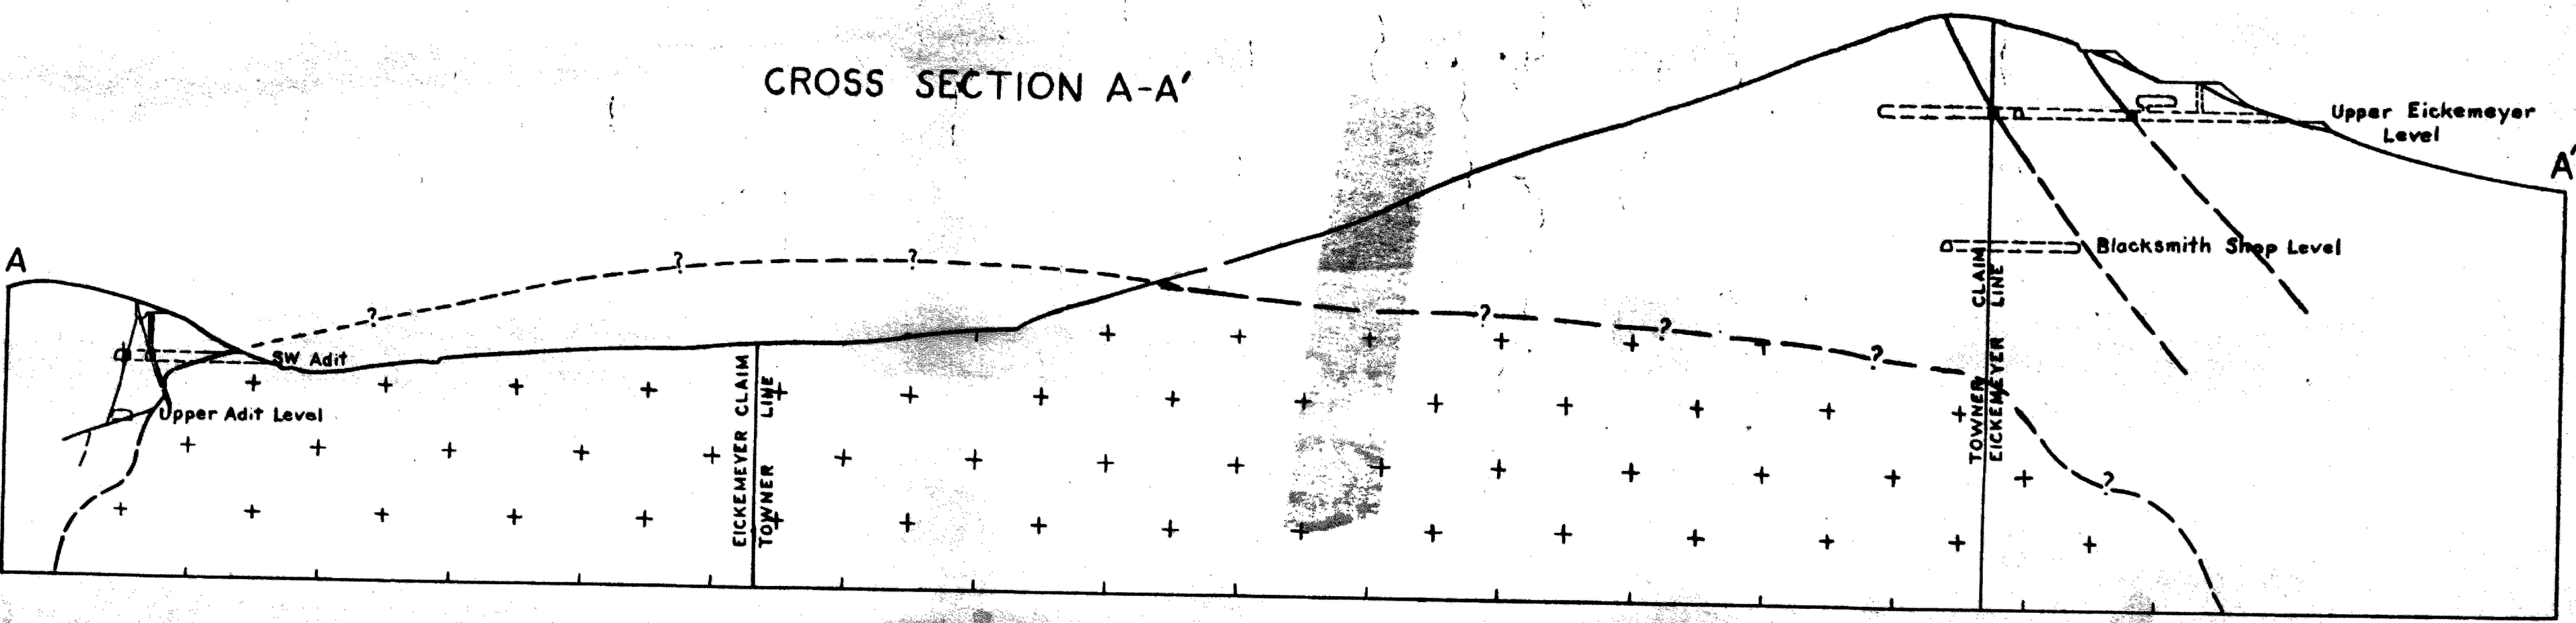 CROSS SECTION A-A'
A
A'
Upper Eickemeyer
Level
Blacksmith Shop Level
SW Adit
Upper Adit Level
EICKEMEYER CLAIM
TOWNER LINE
TOWNER CLAIM
EICKEMEYER LINE
?
?
?
?
?
?
?